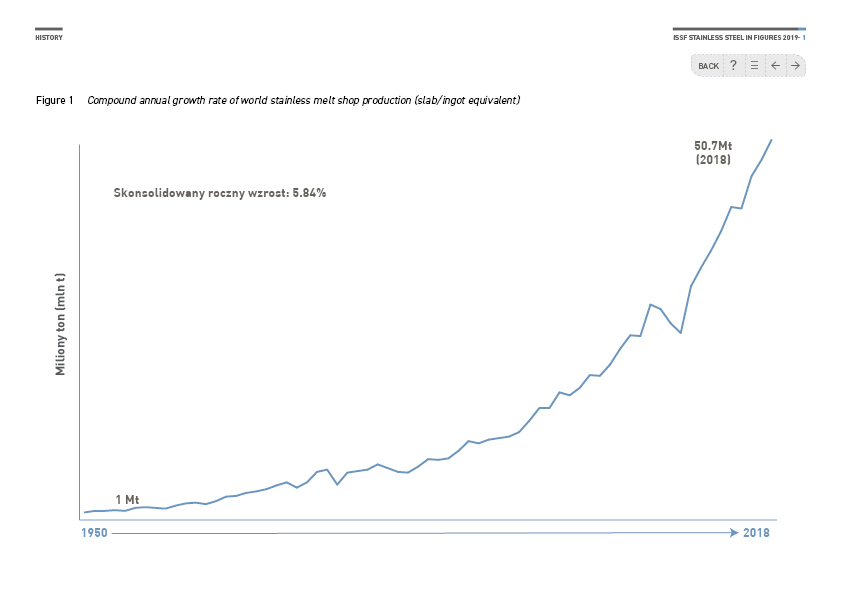 HISTORY
ISSF STAINLESS STEEL IN FIGURES 2019- 1
BACK ? ☰ ← →
Figure 1 Compound annual growth rate of world stainless melt shop production (slab/ingot equivalent)
50.7Mt
(2018)
Skonsolidowany roczny wzrost: 5.84%
Miliony ton (mln t)
1 Mt
1950
2018